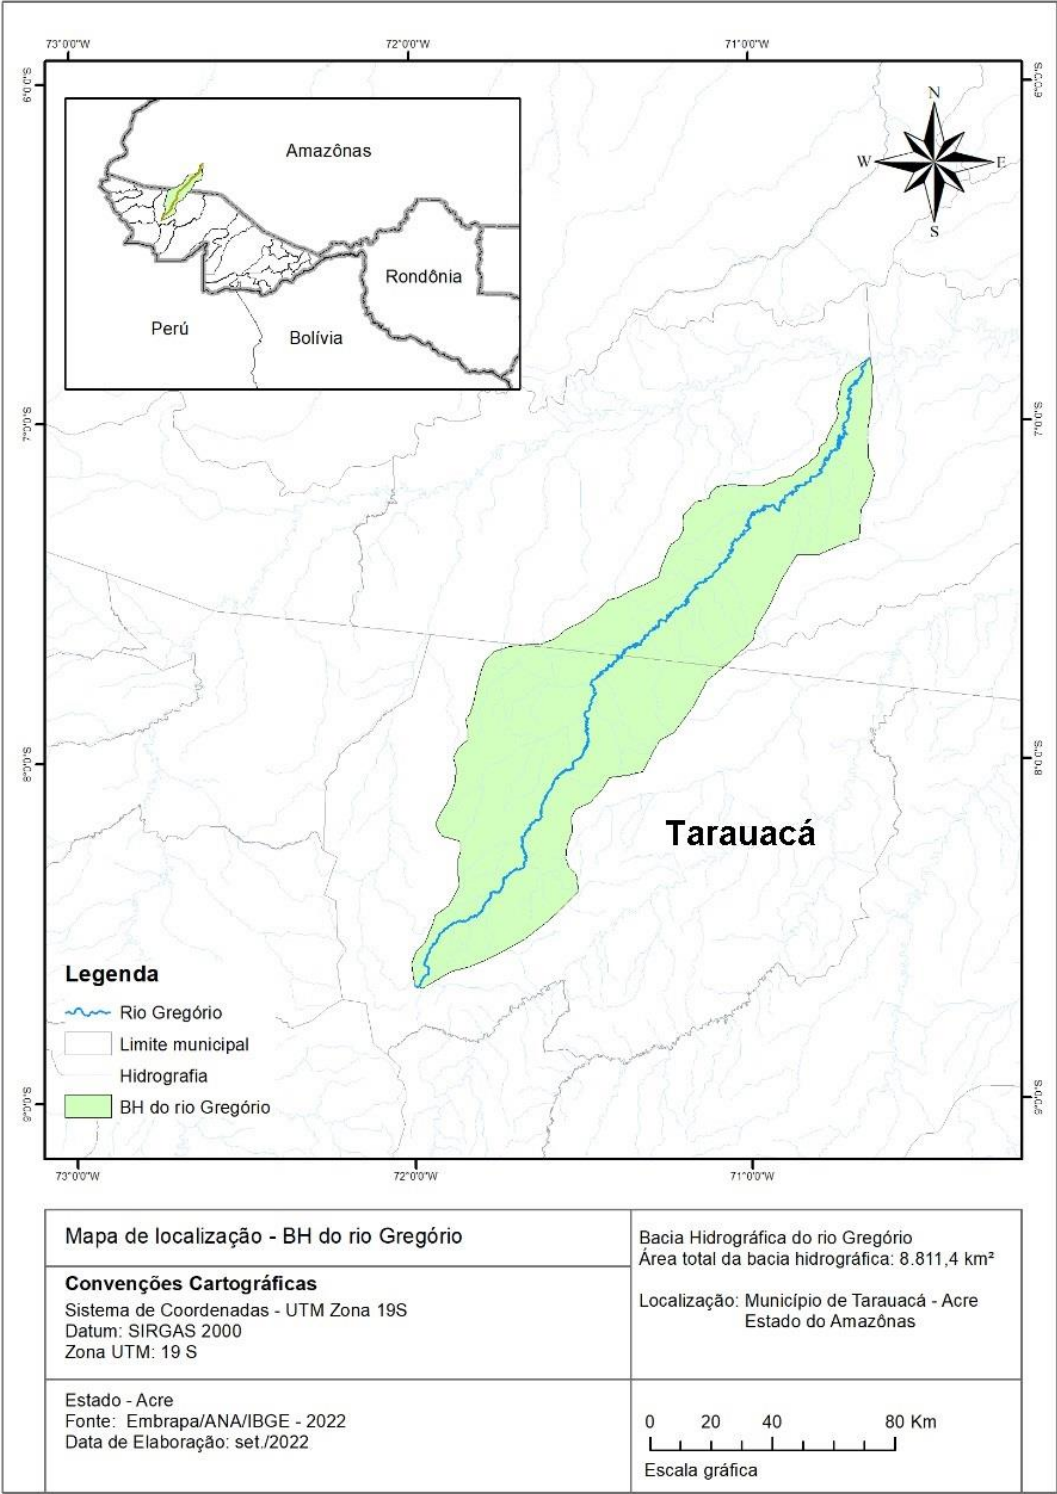 73°0'0"W 72°0'0"W 71°0'0"W
6°0'0"S 6°0'0"S
N
W E
S
Amazônas
Rondônia
Perú
Bolívia
7°0'0"S 7°0'0"S
8°0'0"S 8°0'0"S
Tarauacá
Legenda
Rio Gregório
Limite municipal
Hidrografia
BH do rio Gregório
9°0'0"S 9°0'0"S
73°0'0"W 72°0'0"W 71°0'0"W
Mapa de localização - BH do rio Gregório
Convenções Cartográficas
Sistema de Coordenadas - UTM Zona 19S
Datum: SIRGAS 2000
Zona UTM: 19 S
Estado - Acre
Fonte: Embrapa/ANA/IBGE - 2022
Data de Elaboração: set./2022
Bacia Hidrográfica do rio Gregório
Área total da bacia hidrográfica: 8.811,4 km²
Localização: Município de Tarauacá - Acre
Estado do Amazônas
0 20 40 80 Km
Escala gráfica